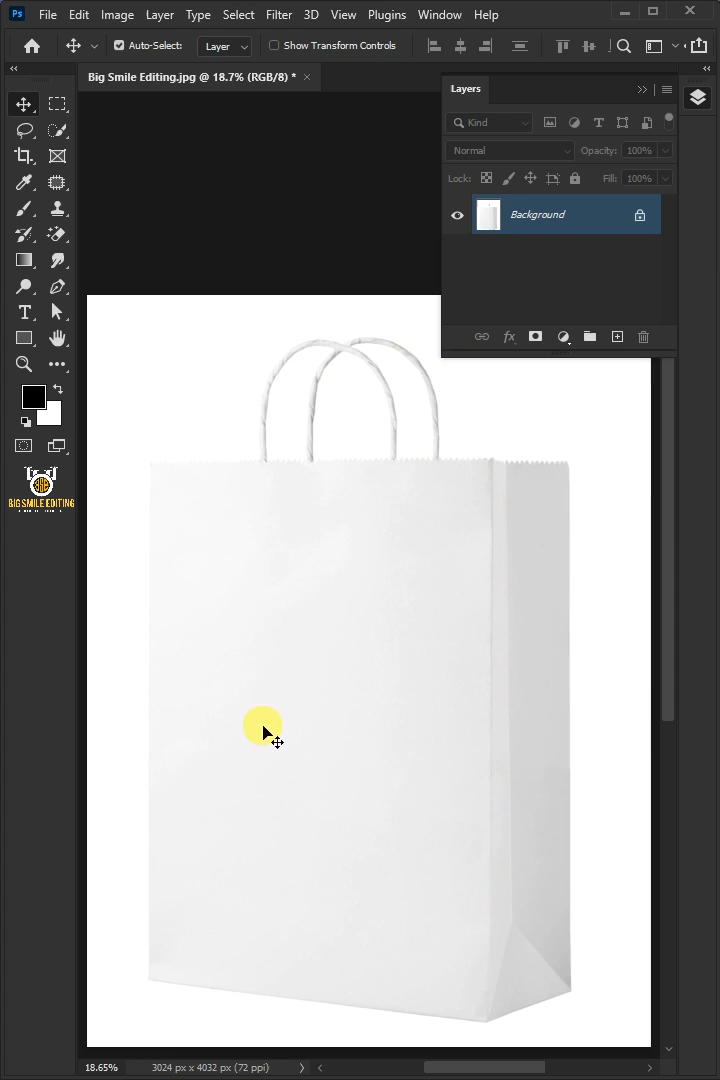 Ps File Edit Image Layer Type Select Filter 3D View Plugins Window Help
Auto-Select: Layer Show Transform Controls
Big Smile Editing.jpg @ 18.7% (RGB/8) *
Layers
Kind
Normal Opacity: 100%
Lock: Fill: 100%
Background
fx
BIG SMILE EDITING
18.65% 3024 px x 4032 px (72 ppi)